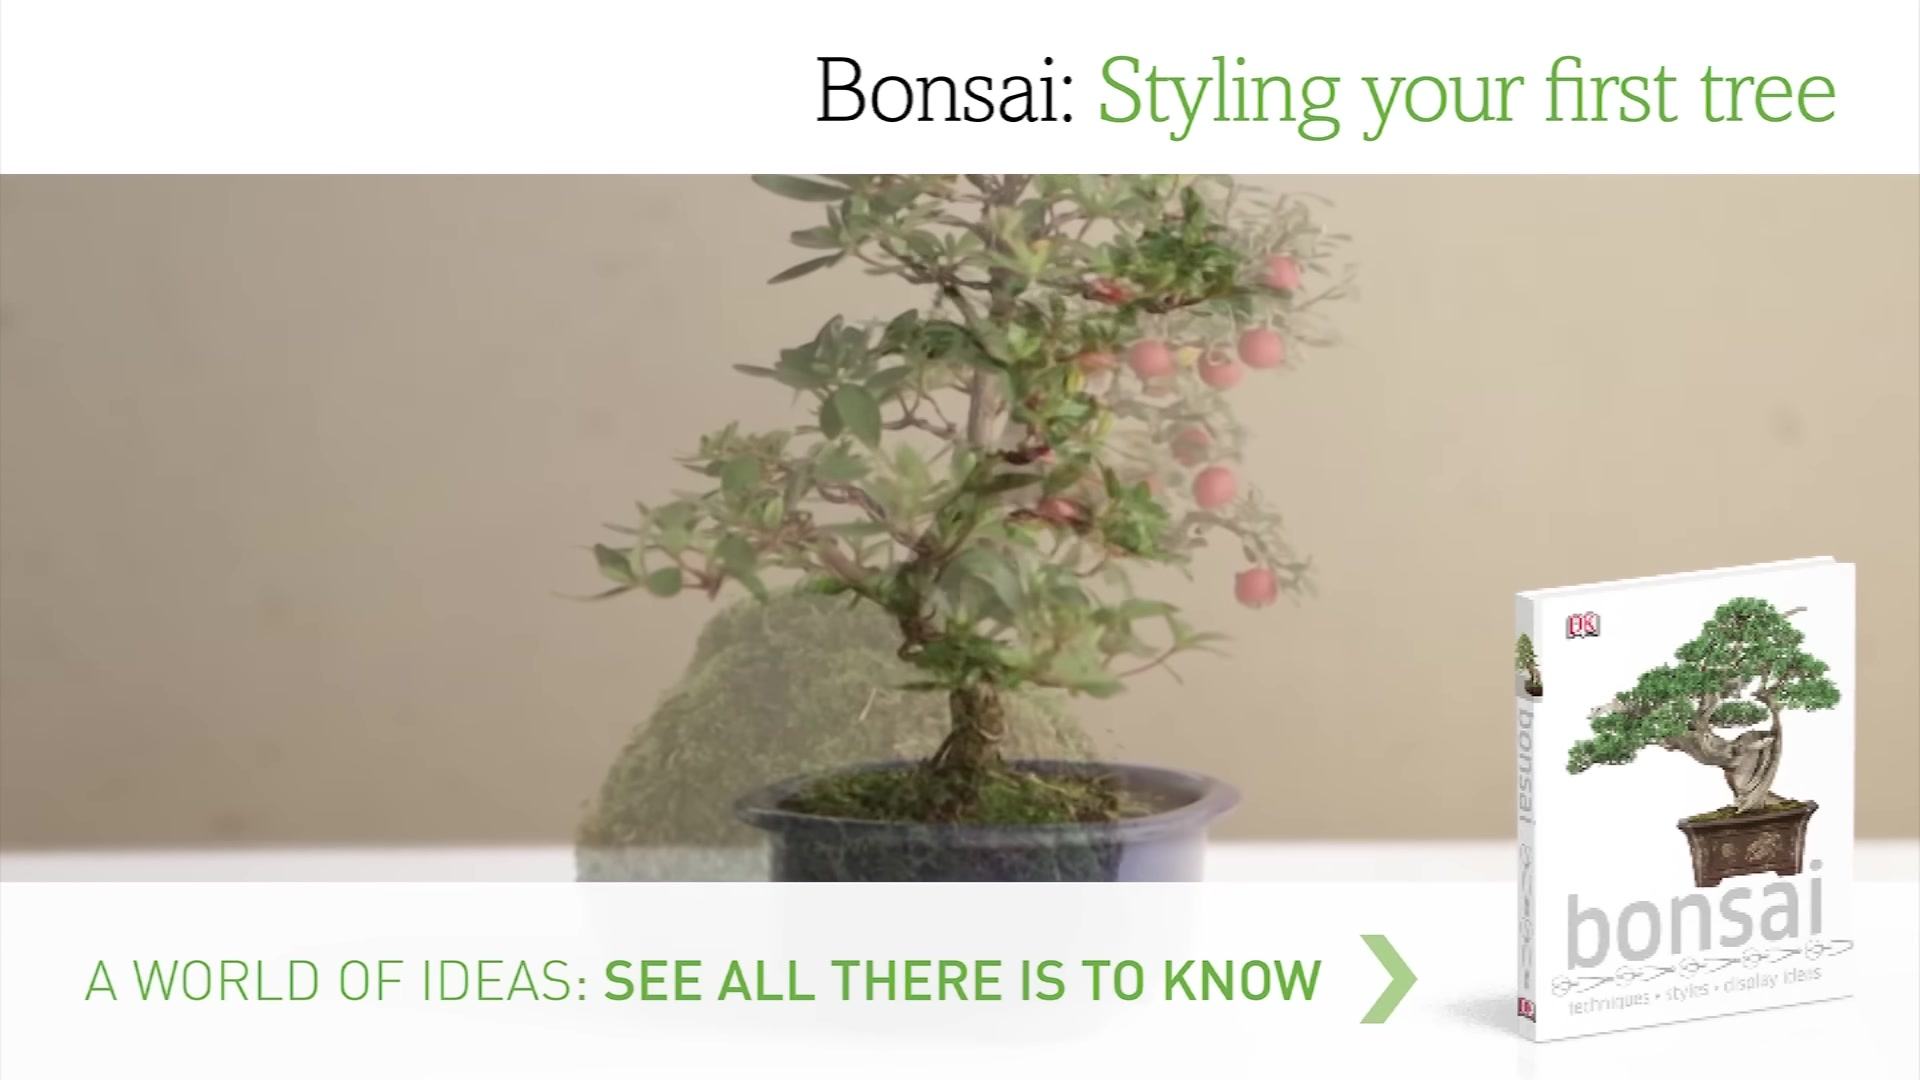 Bonsai: Styling your first tree
A WORLD OF IDEAS: SEE ALL THERE IS TO KNOW
DK
bonsai
techniques • styles • display ideas
bonsai
DK